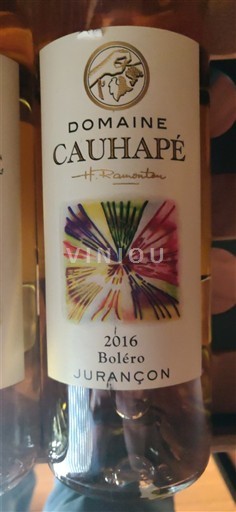 DOMAINE
CAUHAPÉ
H. Ramonteu
VINIOU
2016
Boléro
JURANÇON